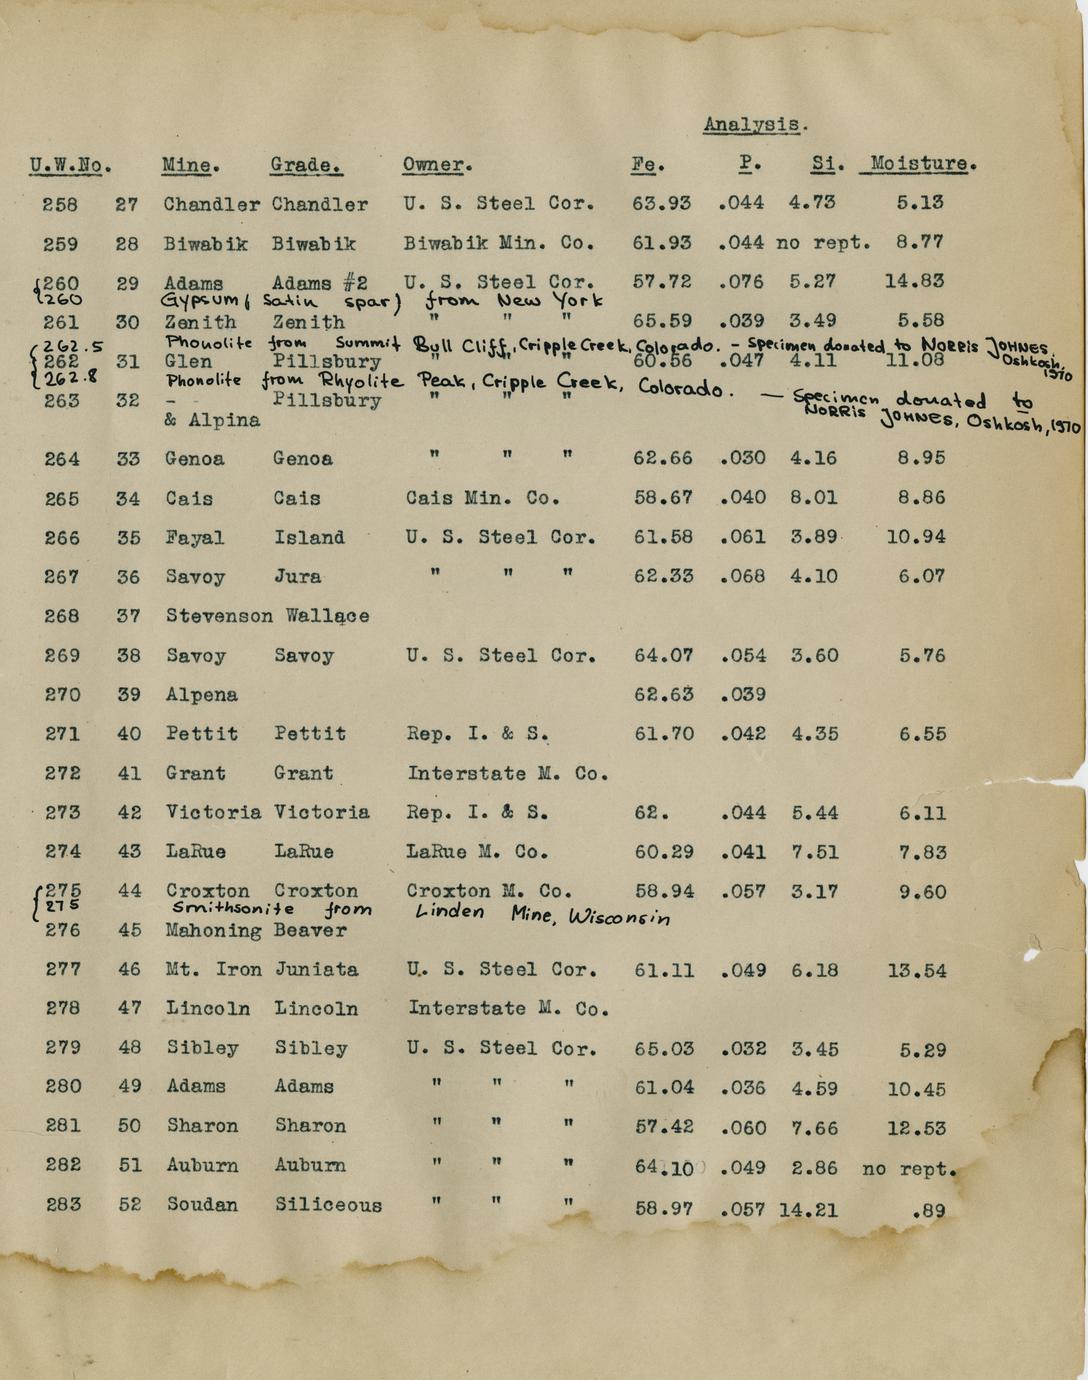 Analysis.
U.W.No. Mine. Grade. Owner. Fe. P. Si. Moisture.
258 27 Chandler Chandler U. S. Steel Cor. 63.93 .044 4.73 5.13
259 28 Biwabik Biwabik Biwabik Min. Co. 61.93 .044 no rept. 8.77
260 29 Adams Adams #2 U. S. Steel Cor. 57.72 .076 5.27 14.83
260 Gypsum (satin spar) from New York
261 30 Zenith Zenith " " " 65.59 .039 3.49 5.58
262.5 Phonolite from Summit Bull Cliff, Cripple Creek, Colorado. - Specimen donated to NORRIS JOHNES, Oshkosh, 1970
262 31 Glen Pillsbury " " " 60.56 .047 4.11 11.08
262.8 Phonolite from Rhyolite Peak, Cripple Creek, Colorado. — Specimen donated to NORRIS JOHNES, Oshkosh, 1970
263 32 - - Pillsbury " " "
& Alpina
264 33 Genoa Genoa " " " 62.66 .030 4.16 8.95
265 34 Cais Cais Cais Min. Co. 58.67 .040 8.01 8.86
266 35 Fayal Island U. S. Steel Cor. 61.58 .061 3.89 10.94
267 36 Savoy Jura " " " 62.33 .068 4.10 6.07
268 37 Stevenson Wallace
269 38 Savoy Savoy U. S. Steel Cor. 64.07 .054 3.60 5.76
270 39 Alpena 62.63 .039
271 40 Pettit Pettit Rep. I. & S. 61.70 .042 4.35 6.55
272 41 Grant Grant Interstate M. Co.
273 42 Victoria Victoria Rep. I. & S. 62. .044 5.44 6.11
274 43 LaRue LaRue LaRue M. Co. 60.29 .041 7.51 7.83
275 44 Croxton Croxton Croxton M. Co. 58.94 .057 3.17 9.60
275 Smithsonite from Linden Mine, Wisconsin
276 45 Mahoning Beaver
277 46 Mt. Iron Juniata U. S. Steel Cor. 61.11 .049 6.18 13.54
278 47 Lincoln Lincoln Interstate M. Co.
279 48 Sibley Sibley U. S. Steel Cor. 65.03 .032 3.45 5.29
280 49 Adams Adams " " " 61.04 .036 4.59 10.45
281 50 Sharon Sharon " " " 57.42 .060 7.66 12.53
282 51 Auburn Auburn " " " 64.10 .049 2.86 no rept.
283 52 Soudan Siliceous " " " 58.97 .057 14.21 .89